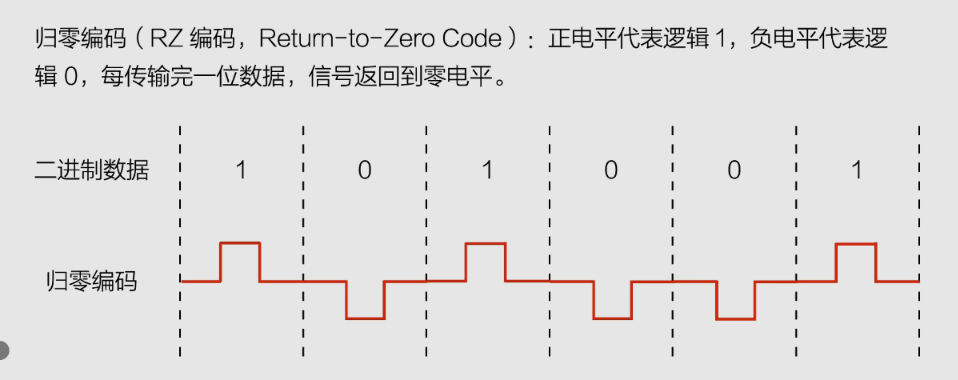 归零编码（RZ 编码，Return-to-Zero Code）：正电平代表逻辑 1，负电平代表逻
辑 0，每传输完一位数据，信号返回到零电平。
二进制数据 1 0 1 0 0 1
归零编码